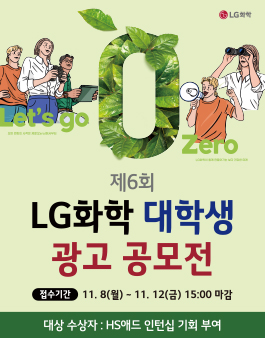 LG화학
Let's go
Zero
제6회
LG화학 대학생
광고 공모전
접수기간 11. 8(월) ~ 11. 12(금) 15:00 마감
대상 수상자 : HS애드 인턴십 기회 부여